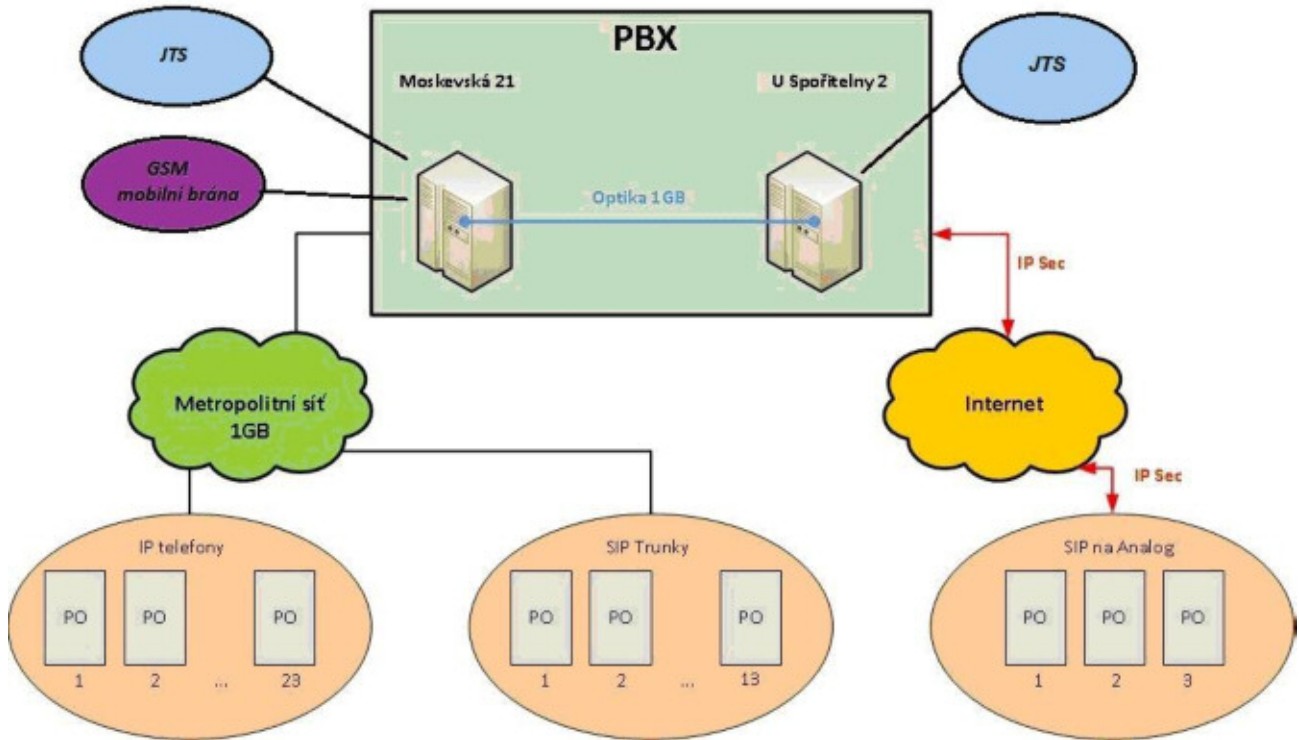 PBX
JTS
Moskevská 21
U Spořitelny 2
JTS
GSM
mobilní brána
Optika 1GB
IP Sec
Metropolitní síť
1GB
Internet
IP Sec
IP telefony
PO
PO
PO
1
2
...
23
SIP Trunky
PO
PO
PO
1
2
...
13
SIP na Analog
PO
PO
PO
1
2
3